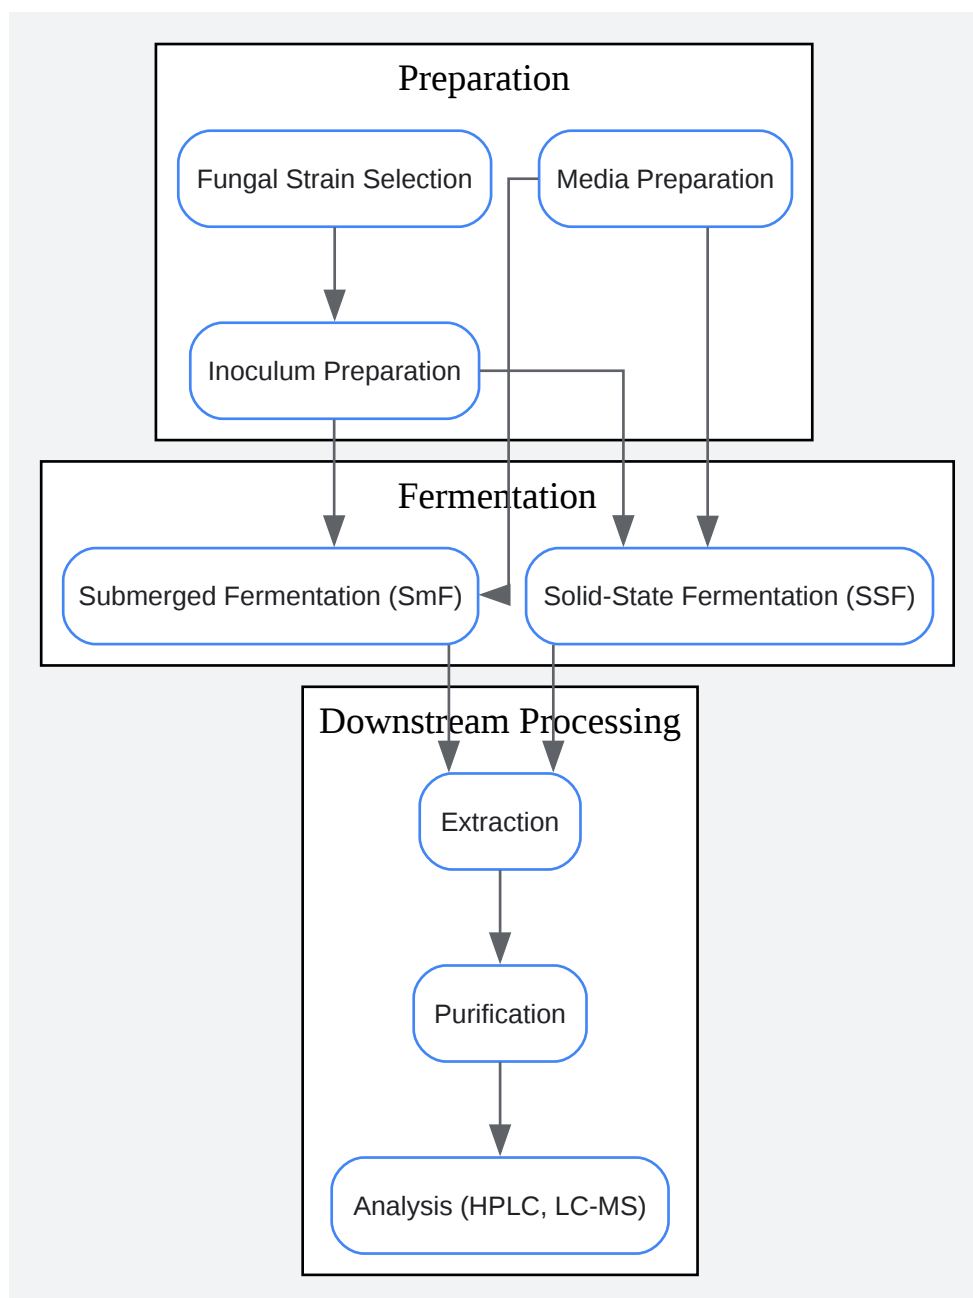 Preparation
Fungal Strain Selection
Media Preparation
Inoculum Preparation
Fermentation
Submerged Fermentation (SmF)
Solid-State Fermentation (SSF)
Downstream Processing
Extraction
Purification
Analysis (HPLC, LC-MS)